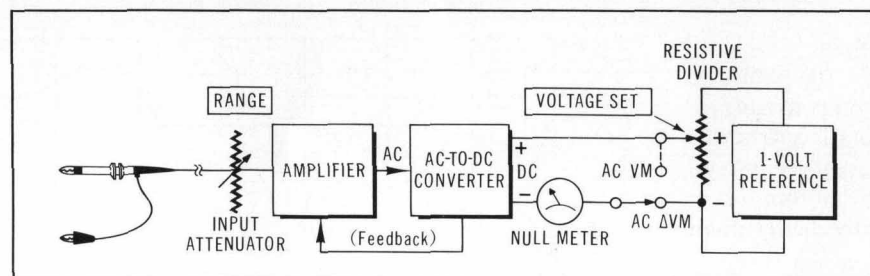 RESISTIVE
DIVIDER
RANGE
VOLTAGE SET
AMPLIFIER
AC
AC-TO-DC
CONVERTER
+
DC
−
AC VM
+
−
1-VOLT
REFERENCE
INPUT
ATTENUATOR
(Feedback)
NULL METER
AC ΔVM